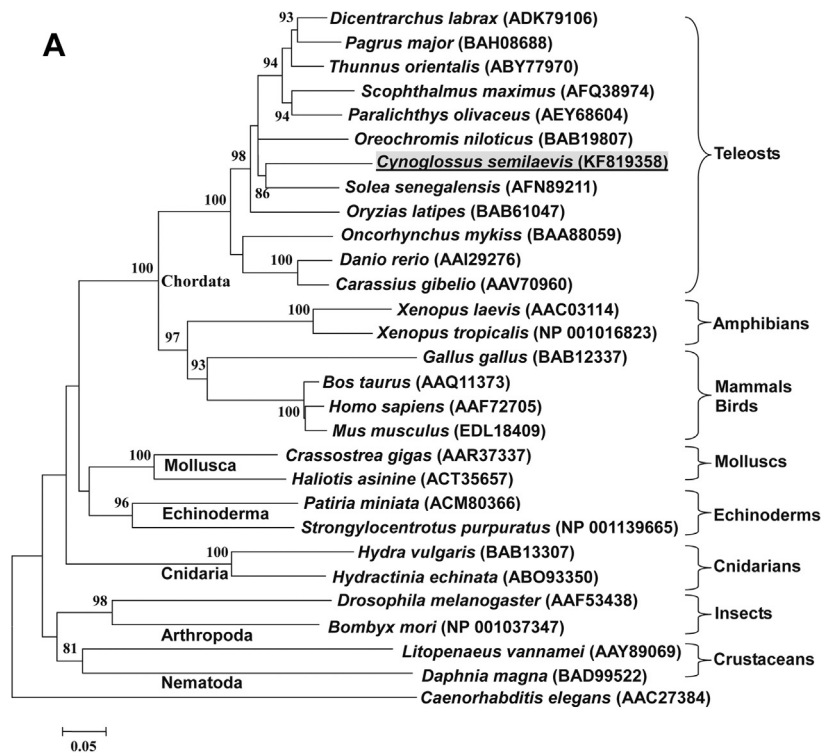 A
93 Dicentrarchus labrax (ADK79106)
Pagrus major (BAH08688)
94 Thunnus orientalis (ABY77970)
Scophthalmus maximus (AFQ38974)
94 Paralichthys olivaceus (AEY68604)
Oreochromis niloticus (BAB19807)
98 Cynoglossus semilaevis (KF819358) Teleosts
86 Solea senegalensis (AFN89211)
100 Oryzias latipes (BAB61047)
Oncorhynchus mykiss (BAA88059)
100 Danio rerio (AAI29276)
100 Chordata Carassius gibelio (AAV70960)
100 Xenopus laevis (AAC03114) Amphibians
97 Xenopus tropicalis (NP 001016823)
93 Gallus gallus (BAB12337)
Bos taurus (AAQ11373) Mammals
100 Homo sapiens (AAF72705) Birds
Mus musculus (EDL18409)
100 Mollusca Crassostrea gigas (AAR37337) Molluscs
Haliotis asinine (ACT35657)
96 Echinoderma Patiria miniata (ACM80366) Echinoderms
Strongylocentrotus purpuratus (NP 001139665)
100 Hydra vulgaris (BAB13307) Cnidarians
Cnidaria Hydractinia echinata (ABO93350)
98 Drosophila melanogaster (AAF53438) Insects
Arthropoda Bombyx mori (NP 001037347)
81 Litopenaeus vannamei (AAY89069) Crustaceans
Nematoda Daphnia magna (BAD99522)
Caenorhabditis elegans (AAC27384)
0.05